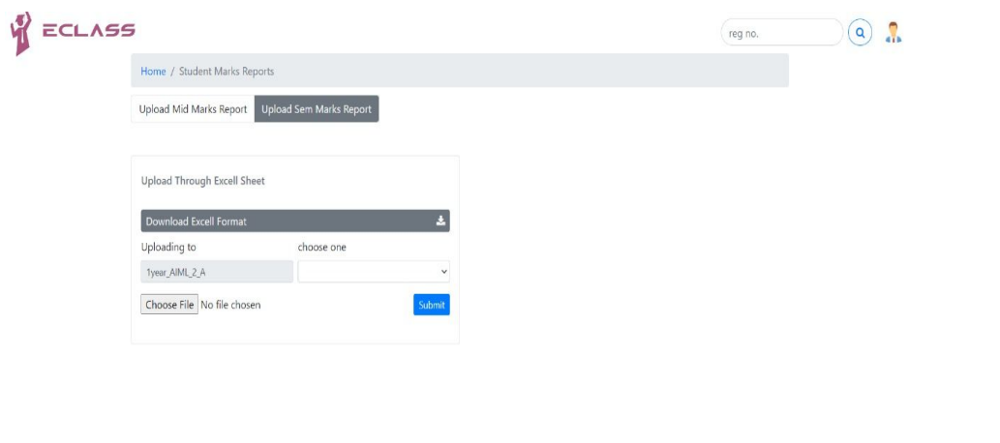 ECLASS
reg no.
Home / Student Marks Reports
Upload Mid Marks Report Upload Sem Marks Report
Upload Through Excell Sheet
Download Excell Format
Uploading to choose one
1year_AIML_2_A
Choose File No file chosen Submit